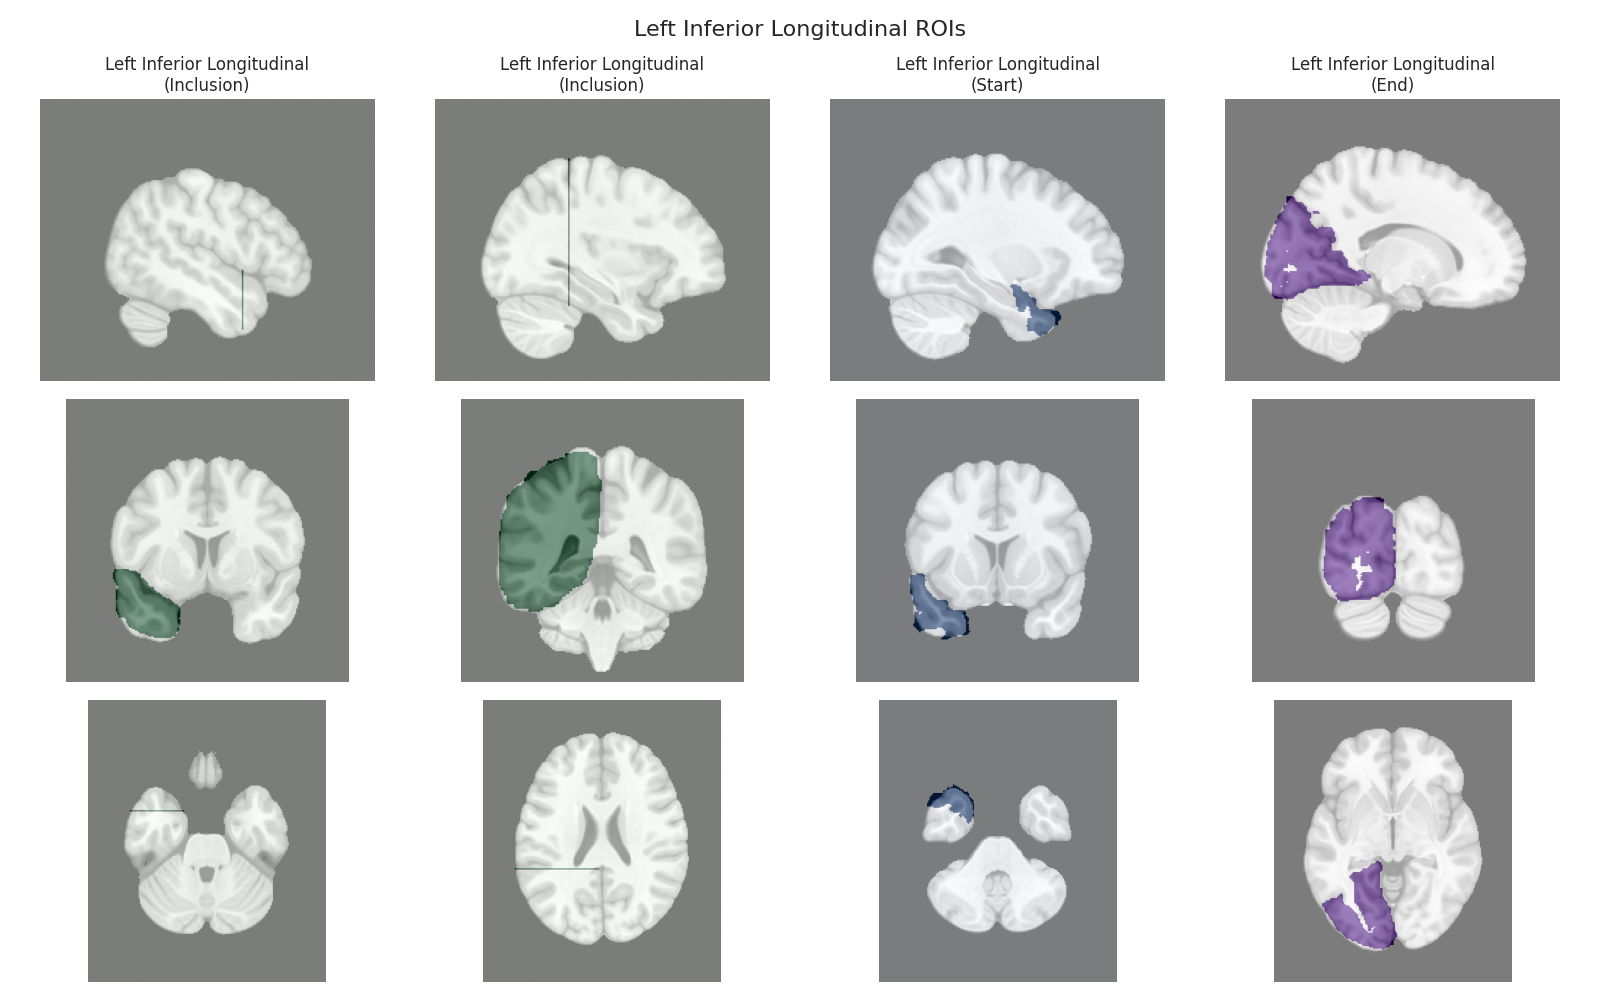 Left Inferior Longitudinal ROIs
Left Inferior Longitudinal
(Inclusion)
Left Inferior Longitudinal
(Inclusion)
Left Inferior Longitudinal
(Start)
Left Inferior Longitudinal
(End)